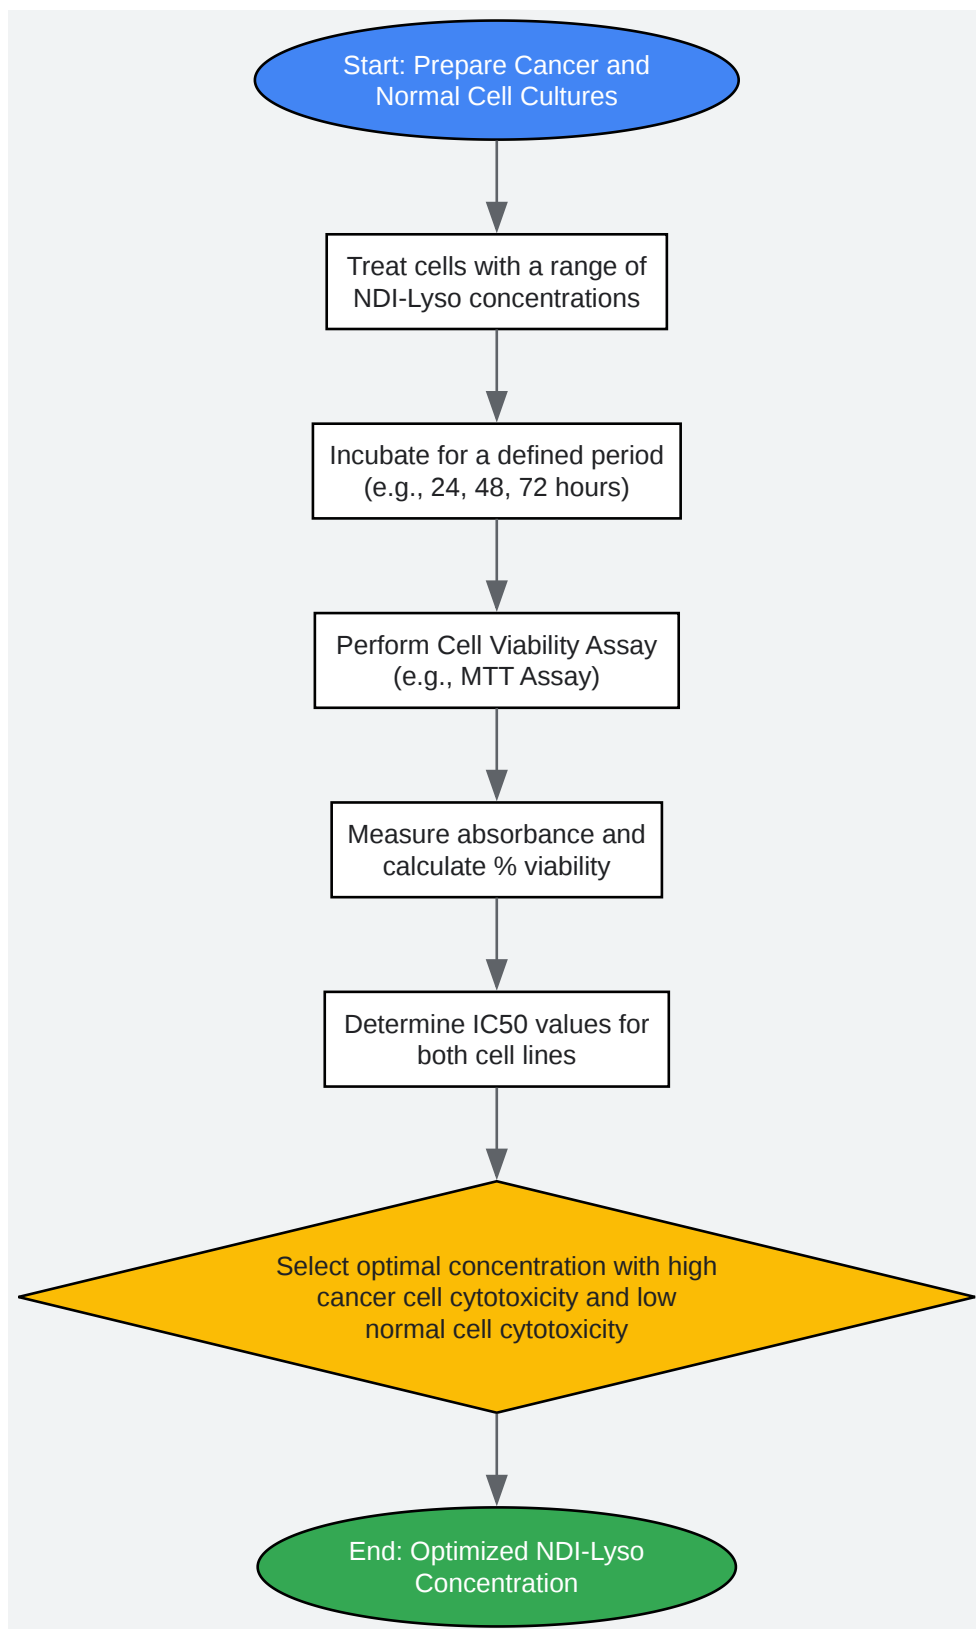 Start: Prepare Cancer and
Normal Cell Cultures
Treat cells with a range of
NDI-Lyso concentrations
Incubate for a defined period
(e.g., 24, 48, 72 hours)
Perform Cell Viability Assay
(e.g., MTT Assay)
Measure absorbance and
calculate % viability
Determine IC50 values for
both cell lines
Select optimal concentration with high
cancer cell cytotoxicity and low
normal cell cytotoxicity
End: Optimized NDI-Lyso
Concentration